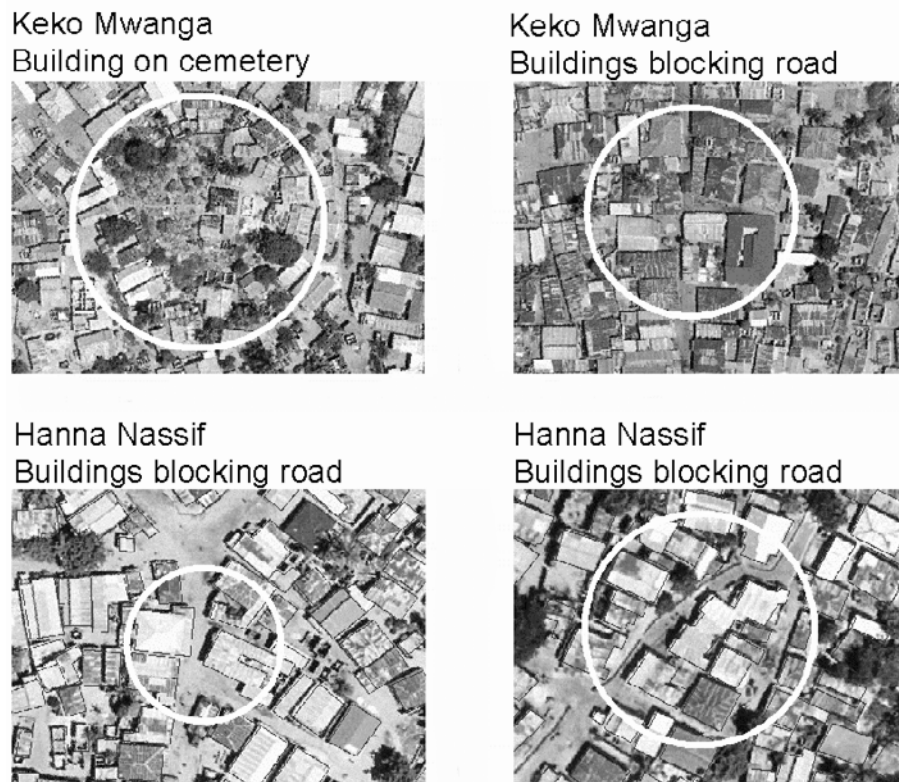 Keko Mwanga
Building on cemetery
Keko Mwanga
Buildings blocking road
Hanna Nassif
Buildings blocking road
Hanna Nassif
Buildings blocking road